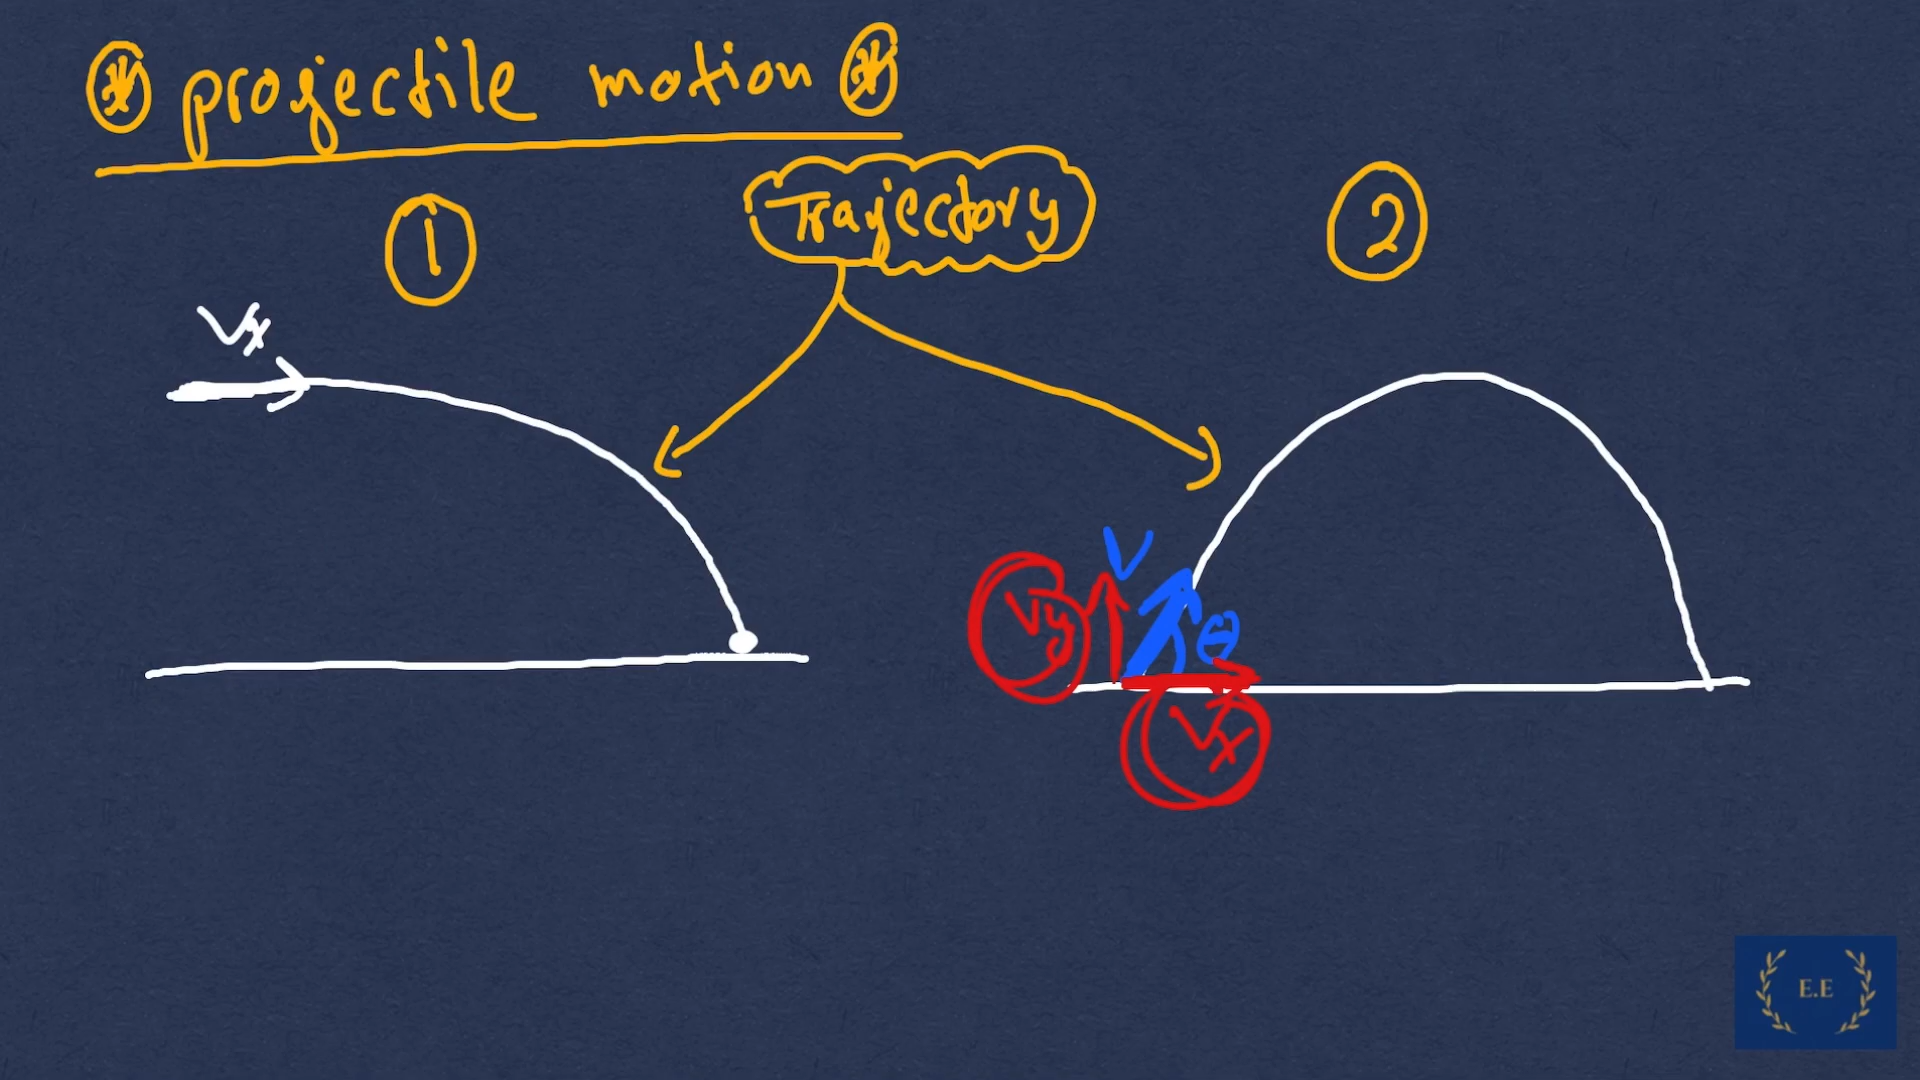 * projectile motion *
Trajectory
1
2
Vx
V
Vy
θ
Vx
E.E